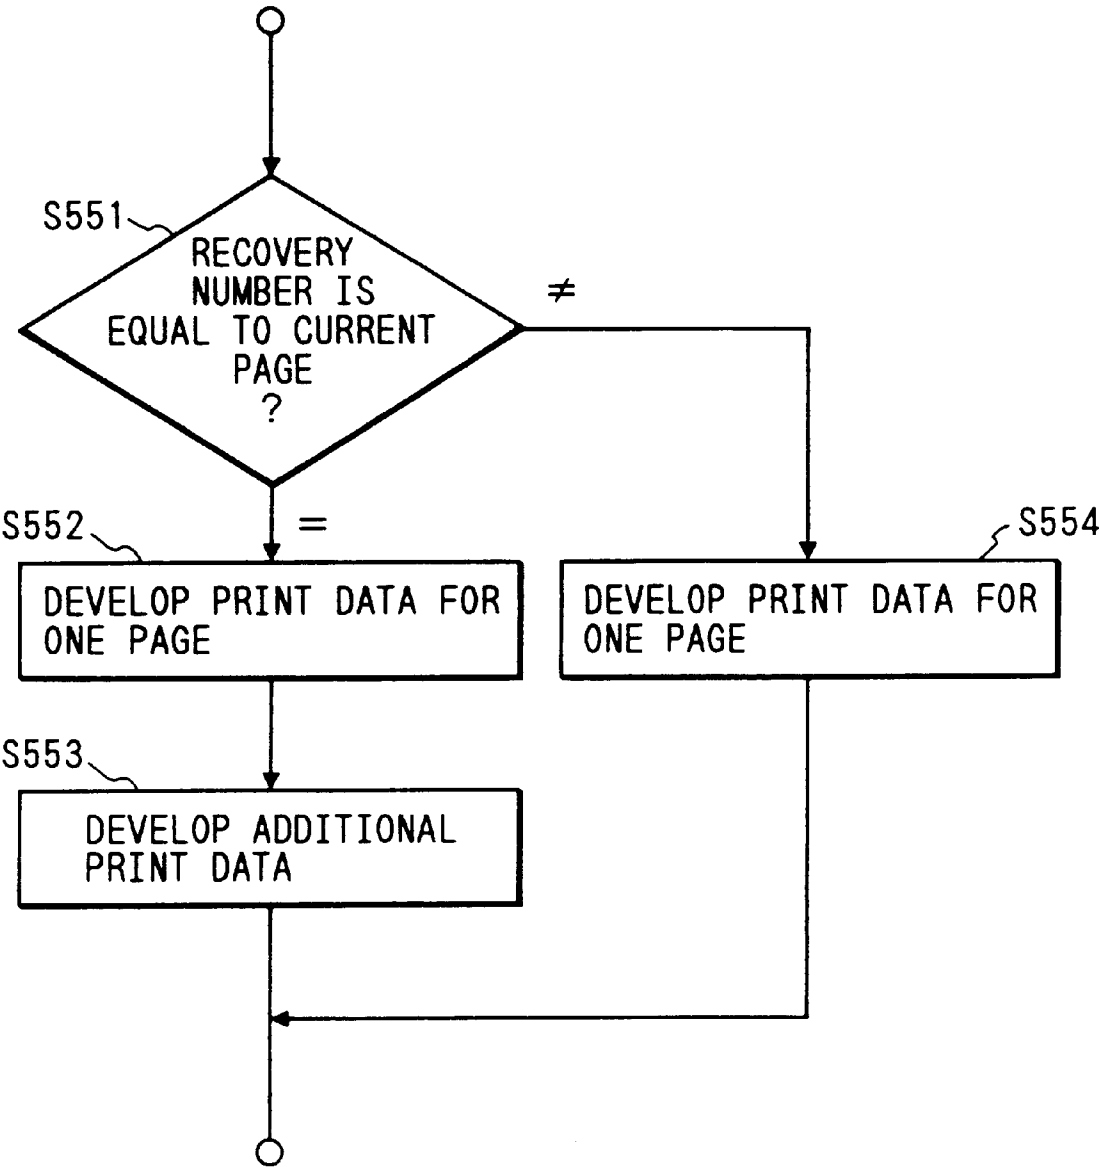 S551
RECOVERY
NUMBER IS
EQUAL TO CURRENT
PAGE
?
≠
=
S552
DEVELOP PRINT DATA FOR
ONE PAGE
S554
DEVELOP PRINT DATA FOR
ONE PAGE
S553
DEVELOP ADDITIONAL
PRINT DATA